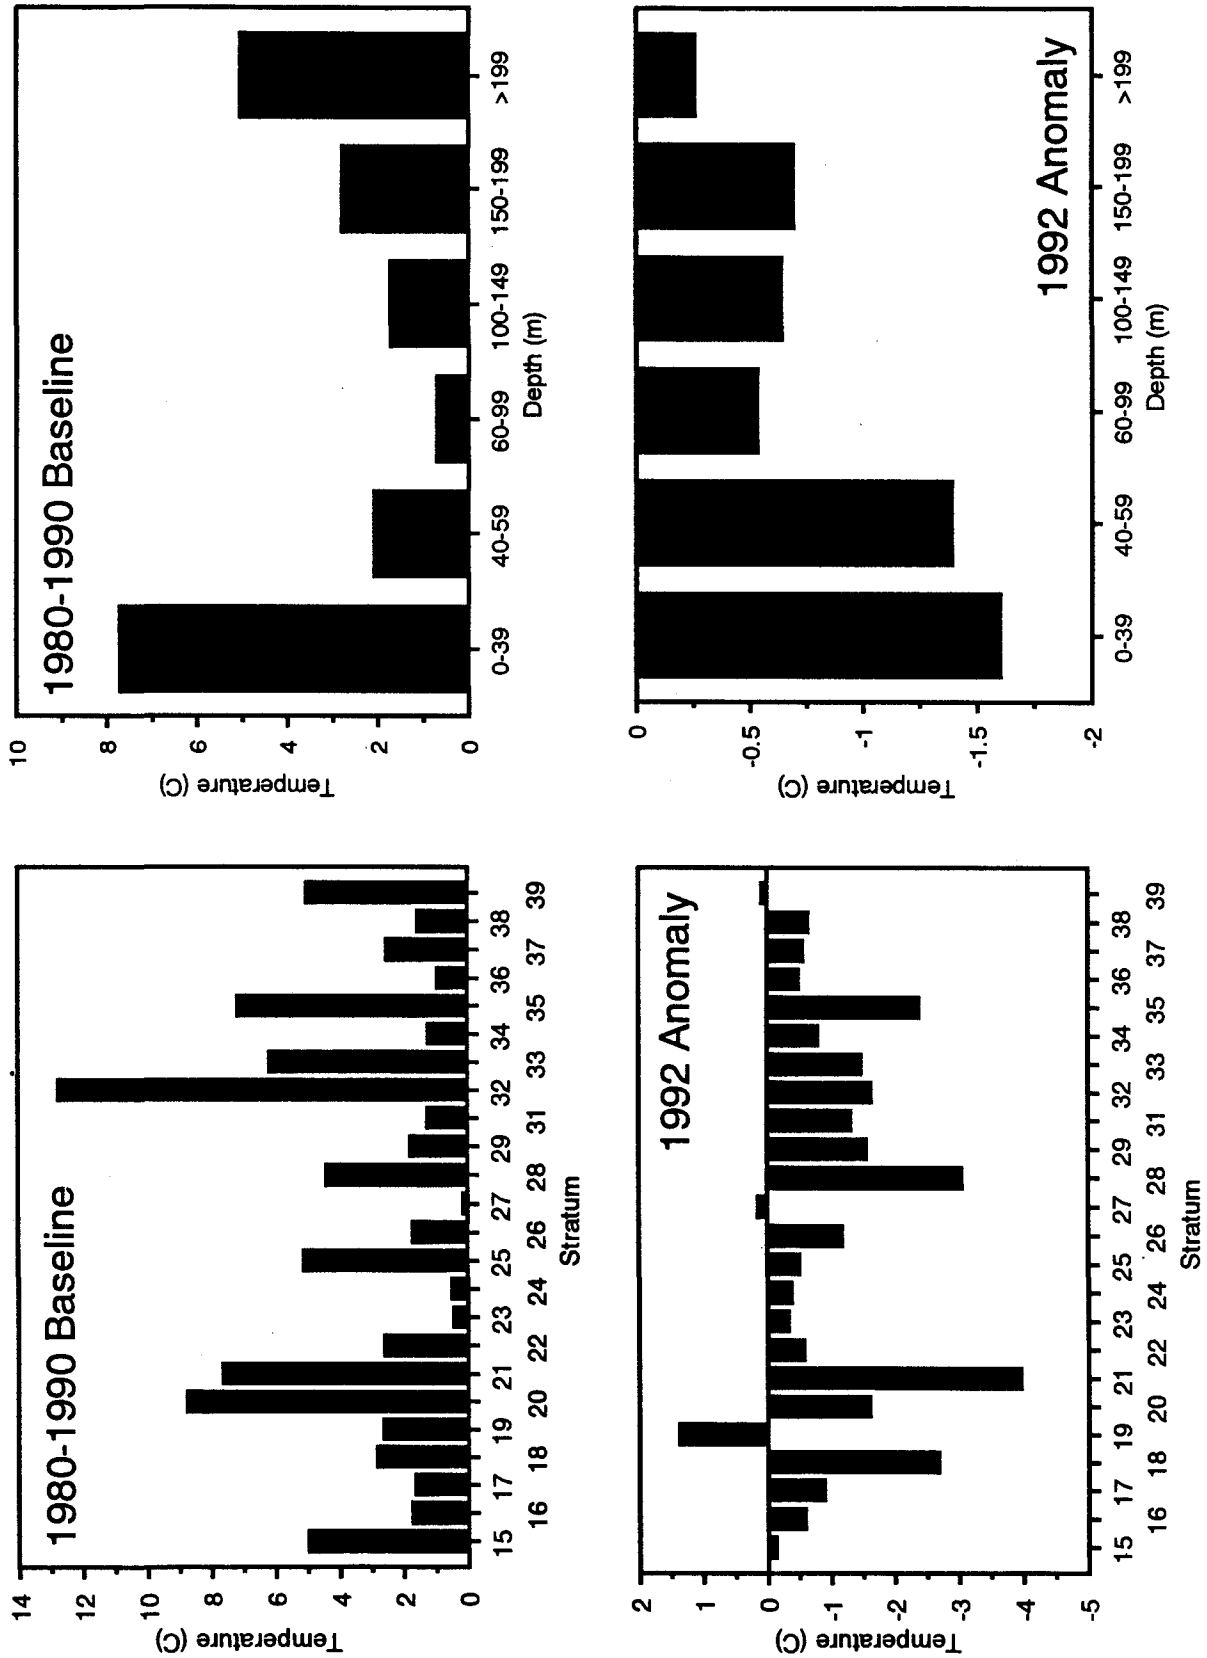 1980-1990 Baseline
Temperature (C)
14
12
10
8
6
4
2
0
15 16 17 18 19 20 21 22 23 24 25 26 27 28 29 31 32 33 34 35 36 37 38 39
Stratum
1980-1990 Baseline
Temperature (C)
10
8
6
4
2
0
0-39 40-59 60-99 100-149 150-199 >199
Depth (m)
1992 Anomaly
Temperature (C)
2
1
0
-1
-2
-3
-4
-5
15 16 17 18 19 20 21 22 23 24 25 26 27 28 29 31 32 33 34 35 36 37 38 39
Stratum
1992 Anomaly
Temperature (C)
0
-0.5
-1
-1.5
-2
0-39 40-59 60-99 100-149 150-199 >199
Depth (m)